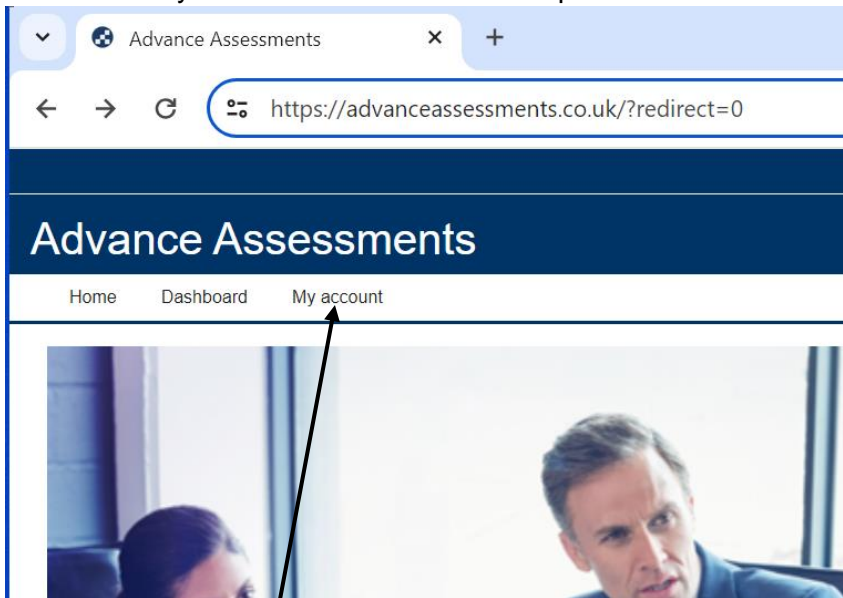 Advance Assessments
https://advanceassessments.co.uk/?redirect=0
Advance Assessments
Home Dashboard My account